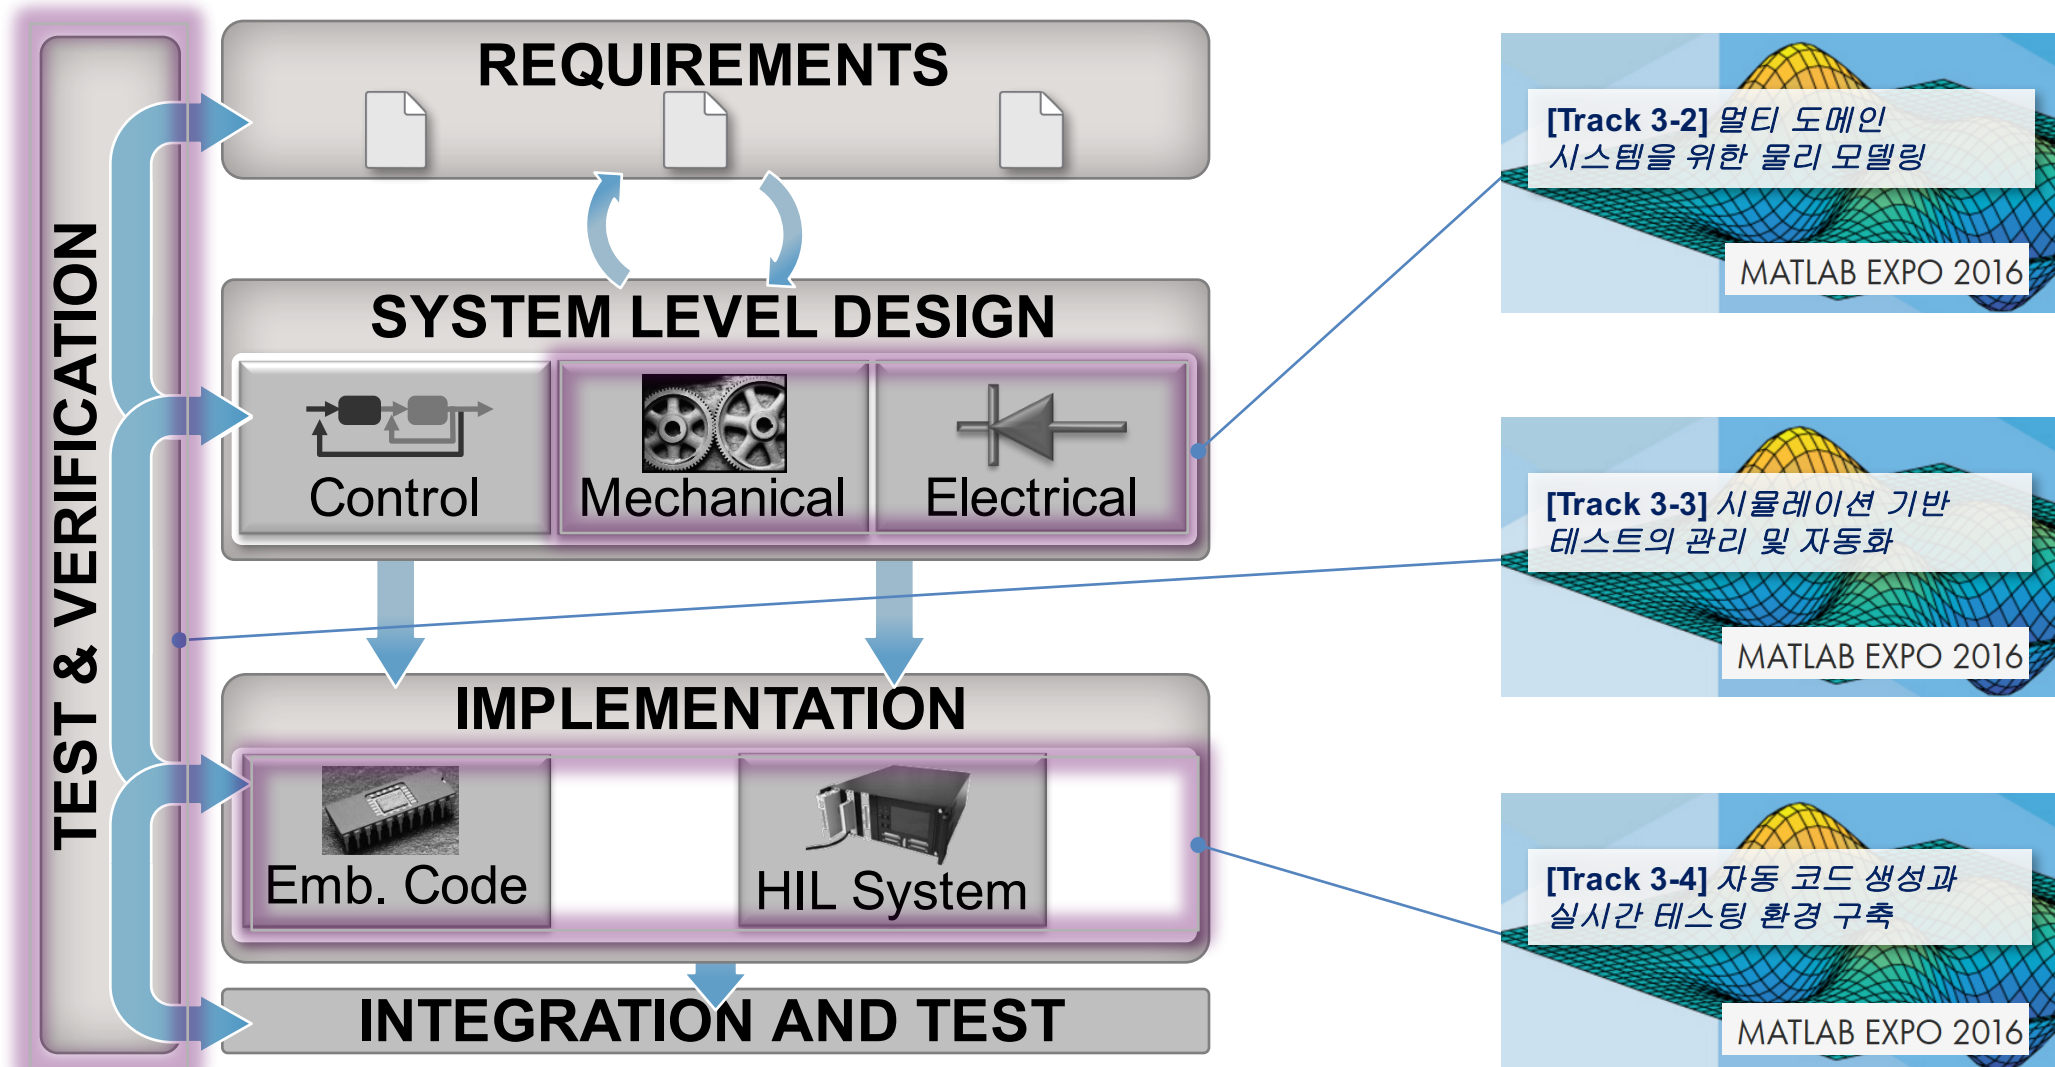 TEST & VERIFICATION
REQUIREMENTS
SYSTEM LEVEL DESIGN
Control
Mechanical
Electrical
IMPLEMENTATION
Emb. Code
HIL System
INTEGRATION AND TEST
[Track 3-2] 멀티 도메인
시스템을 위한 물리 모델링
MATLAB EXPO 2016
[Track 3-3] 시뮬레이션 기반
테스트의 관리 및 자동화
MATLAB EXPO 2016
[Track 3-4] 자동 코드 생성과
실시간 테스팅 환경 구축
MATLAB EXPO 2016